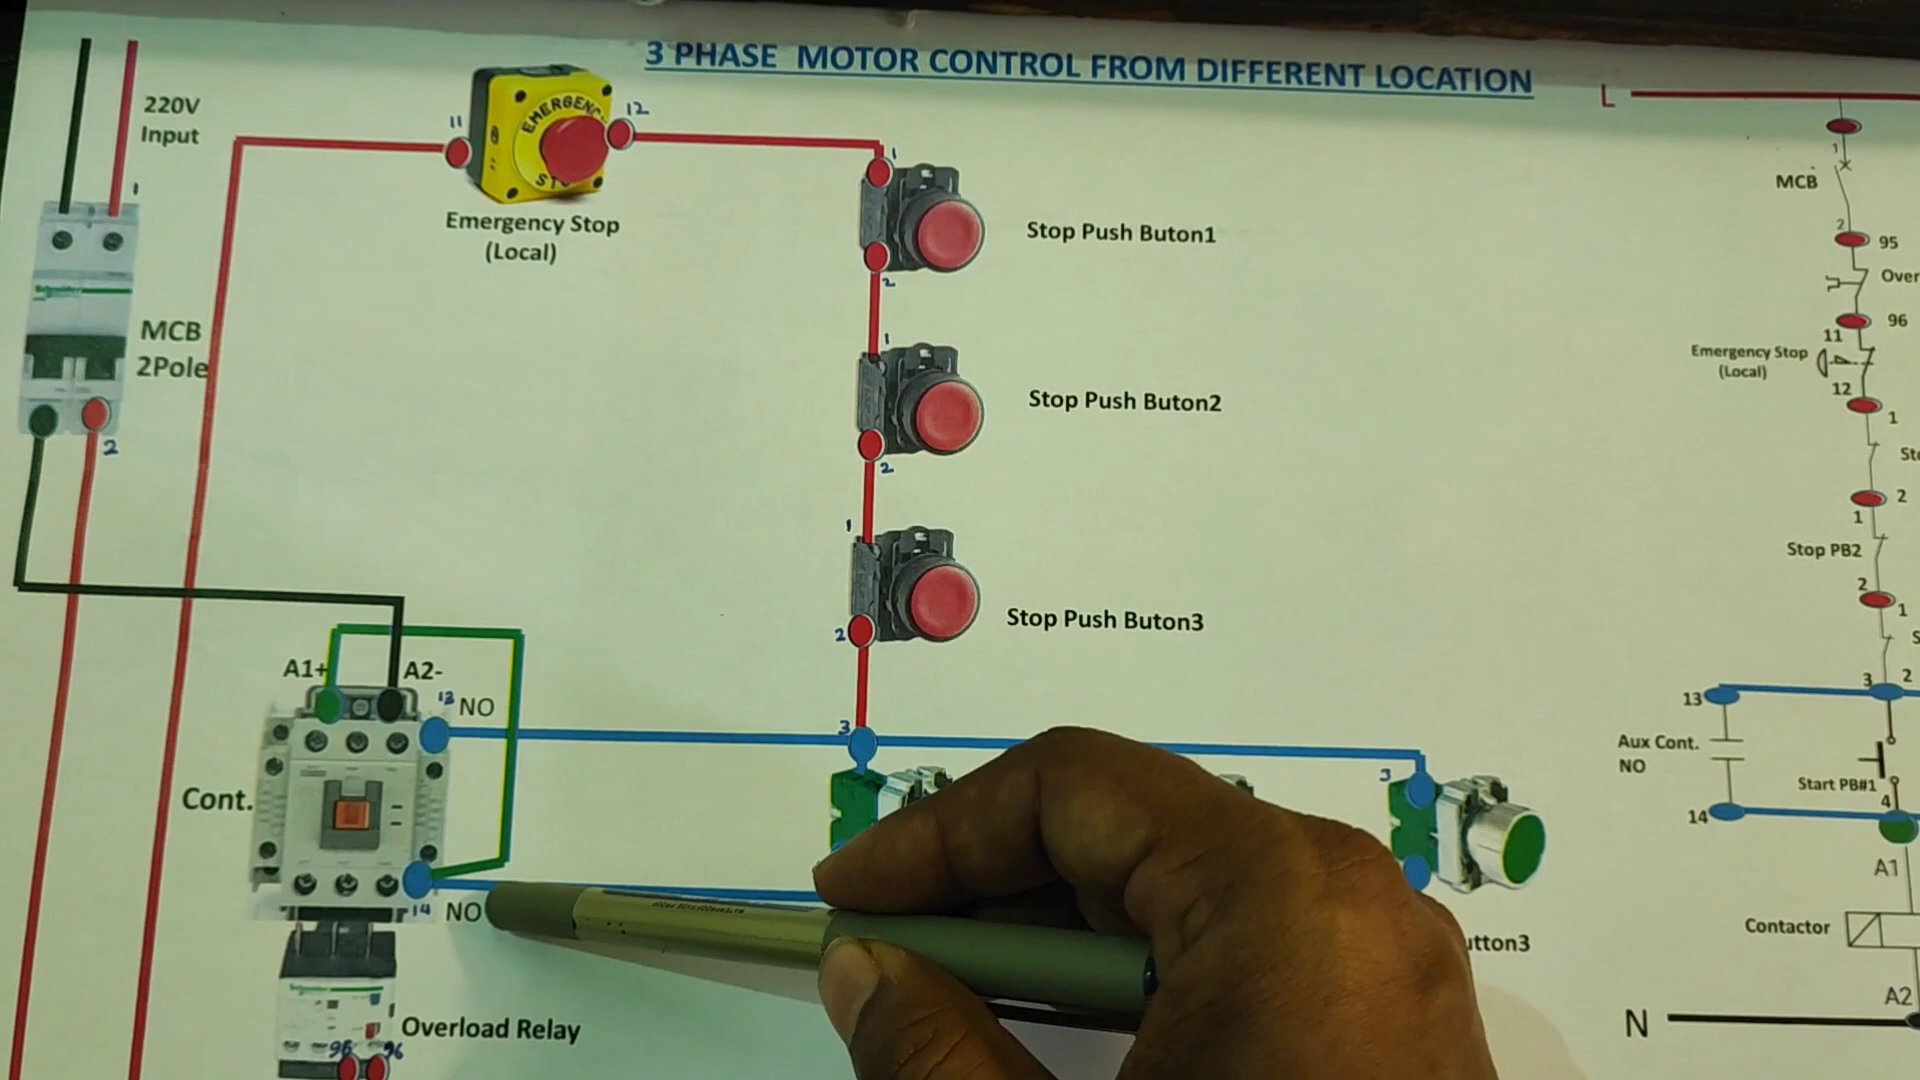 3 PHASE MOTOR CONTROL FROM DIFFERENT LOCATION
220V
Input
1
MCB
2Pole
2
11
12
EMERGENC
Emergency Stop
(Local)
1
Stop Push Buton1
2
1
Stop Push Buton2
2
1
Stop Push Buton3
2
A1+
A2-
13
NO
3
3
Cont.
14
NO
utton3
Overload Relay
96
L
1
MCB
2
95
Over
96
11
Emergency Stop
(Local)
12
1
2
1
Stop PB2
2
1
3
2
13
Aux Cont.
NO
Start PB#1
4
14
A1
Contactor
A2
N